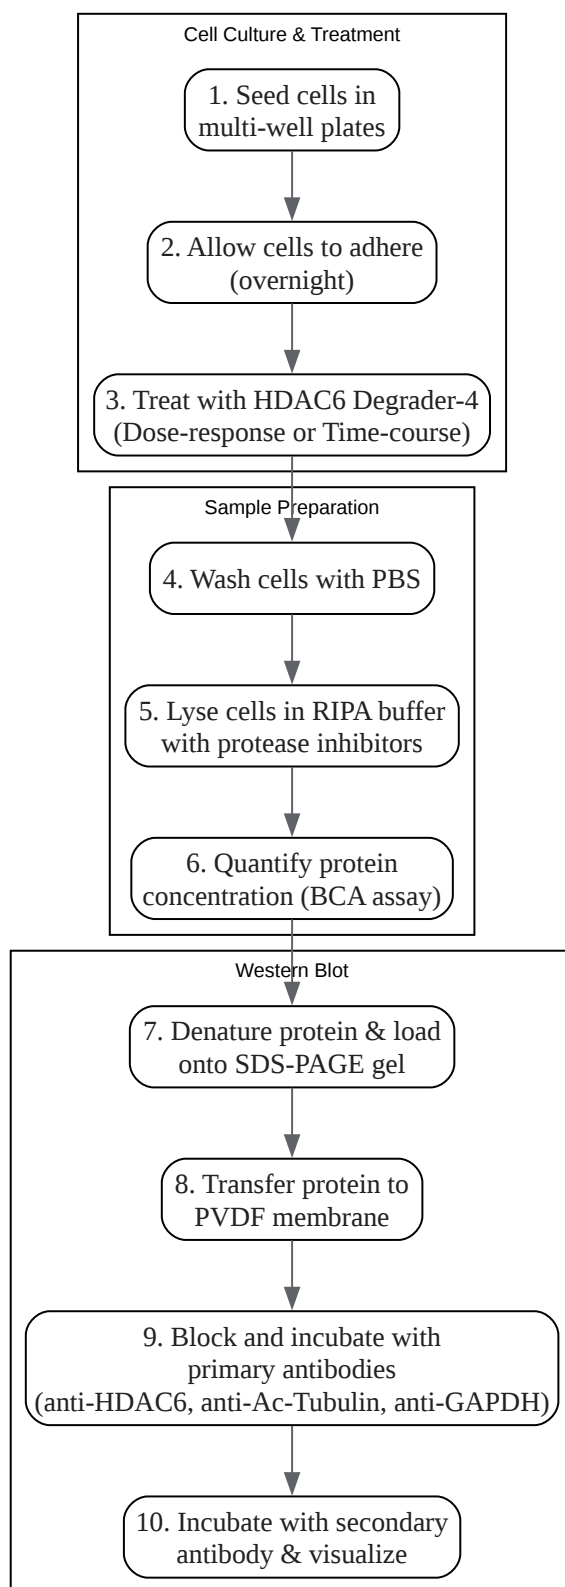 Cell Culture & Treatment
1. Seed cells in
multi-well plates
2. Allow cells to adhere
(overnight)
3. Treat with HDAC6 Degrader-4
(Dose-response or Time-course)
Sample Preparation
4. Wash cells with PBS
5. Lyse cells in RIPA buffer
with protease inhibitors
6. Quantify protein
concentration (BCA assay)
Western Blot
7. Denature protein & load
onto SDS-PAGE gel
8. Transfer protein to
PVDF membrane
9. Block and incubate with
primary antibodies
(anti-HDAC6, anti-Ac-Tubulin, anti-GAPDH)
10. Incubate with secondary
antibody & visualize